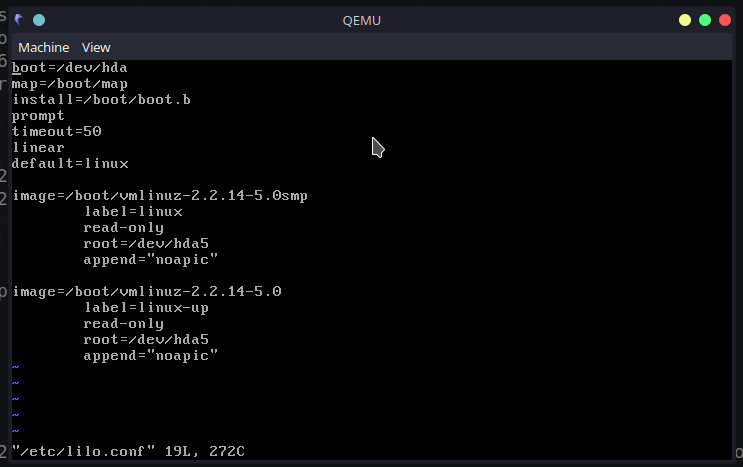 QEMU
Machine View
boot=/dev/hda
map=/boot/map
install=/boot/boot.b
prompt
timeout=50
linear
default=linux
image=/boot/vmlinuz-2.2.14-5.0smp
label=linux
read-only
root=/dev/hda5
append="noapic"
image=/boot/vmlinuz-2.2.14-5.0
label=linux-up
read-only
root=/dev/hda5
append="noapic"
~
~
~
~
~
"/etc/lilo.conf" 19L, 272C